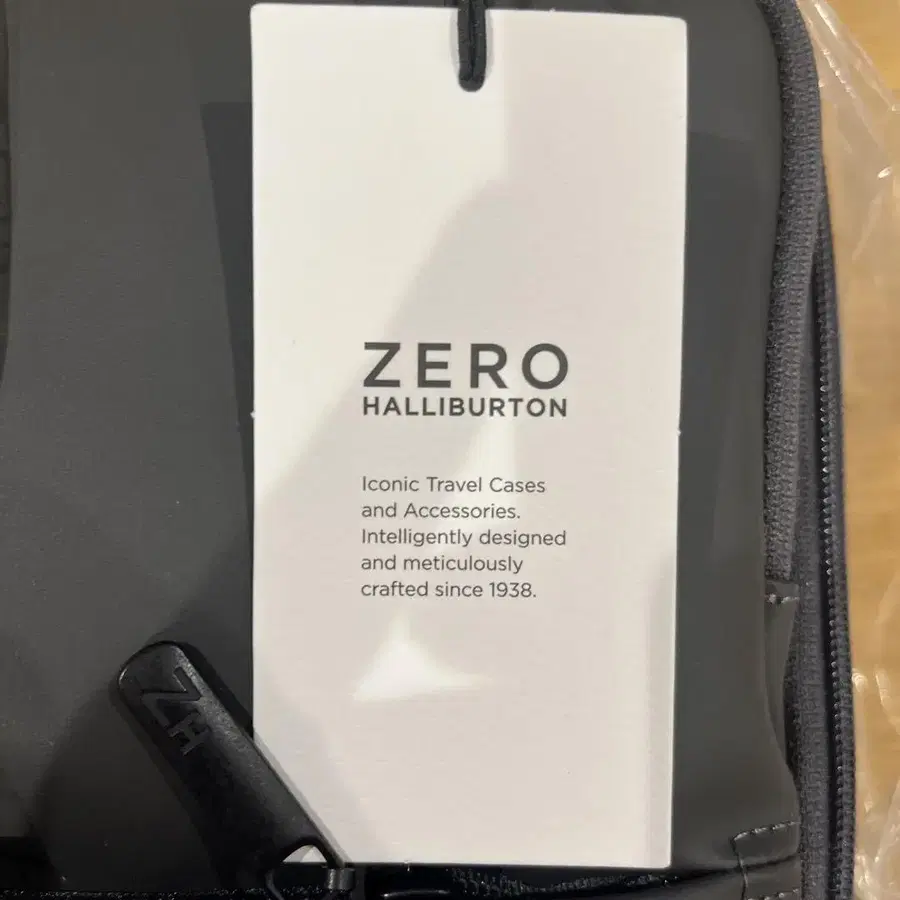 ZERO
HALLIBURTON
Iconic Travel Cases
and Accessories.
Intelligently designed
and meticulously
crafted since 1938.
ZH